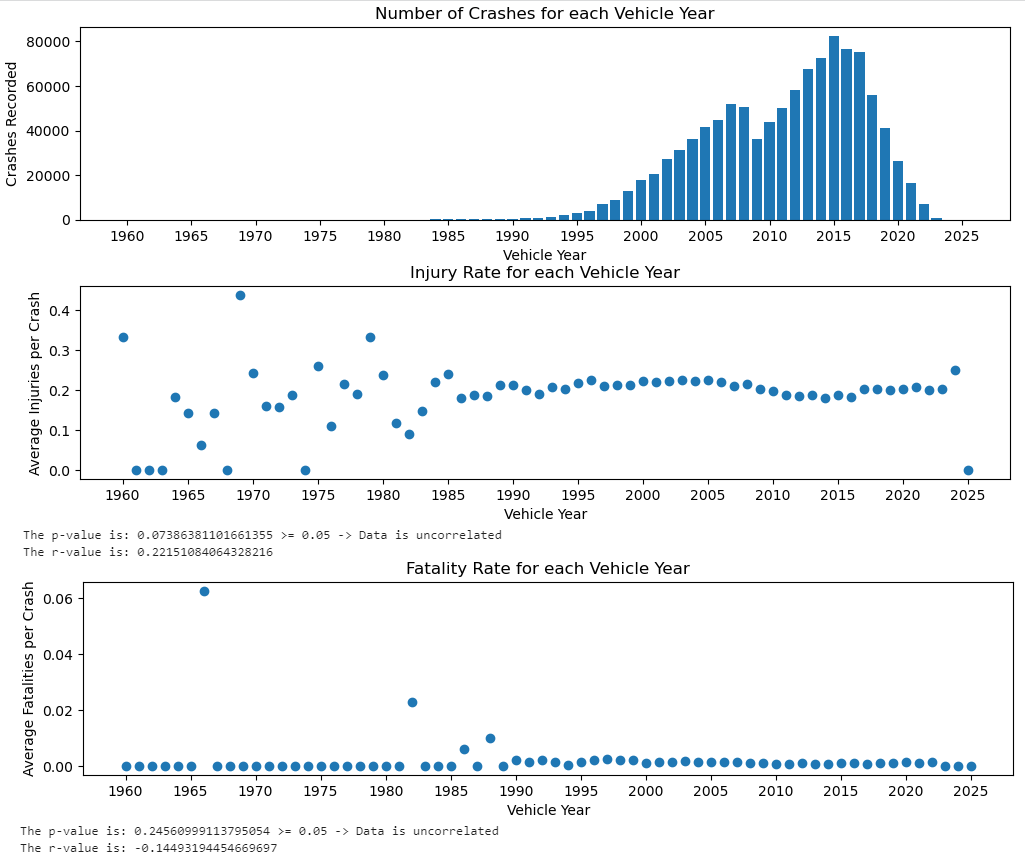 Number of Crashes for each Vehicle Year
80000
60000
40000
20000
0
Crashes Recorded
1960 1965 1970 1975 1980 1985 1990 1995 2000 2005 2010 2015 2020 2025
Vehicle Year
Injury Rate for each Vehicle Year
0.4
0.3
0.2
0.1
0.0
Average Injuries per Crash
1960 1965 1970 1975 1980 1985 1990 1995 2000 2005 2010 2015 2020 2025
Vehicle Year
The p-value is: 0.07386381101661355 >= 0.05 -> Data is uncorrelated
The r-value is: 0.22151084064328216
Fatality Rate for each Vehicle Year
0.06
0.04
0.02
0.00
Average Fatalities per Crash
1960 1965 1970 1975 1980 1985 1990 1995 2000 2005 2010 2015 2020 2025
Vehicle Year
The p-value is: 0.24560999113795054 >= 0.05 -> Data is uncorrelated
The r-value is: -0.14493194454669697